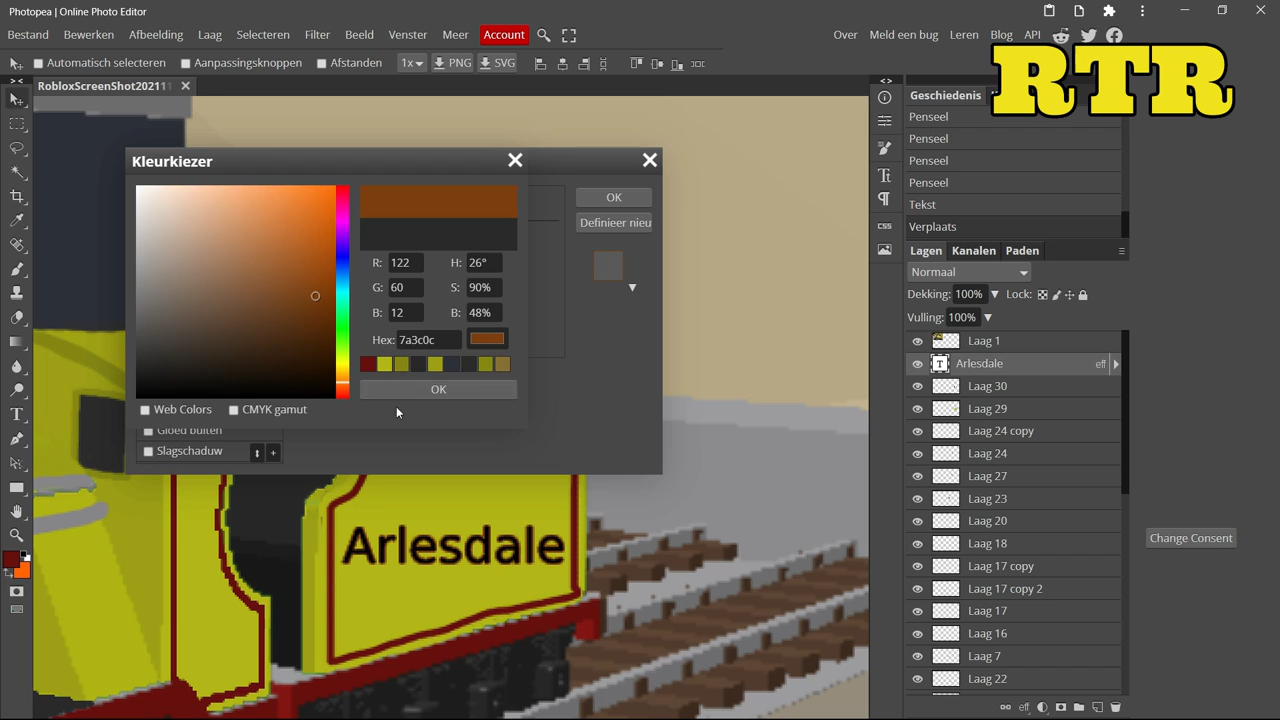 Photopea | Online Photo Editor
Bestand Bewerken Afbeelding Laag Selecteren Filter Beeld Venster Meer Account Over Meld een bug Leren Blog API
RTR
Automatisch selecteren Aanpassingsknoppen Afstanden 1x PNG SVG
RobloxScreenShot2021
Geschiedenis
Penseel
Penseel
Penseel
Penseel
Tekst
Verplaats
Kleurkiezer
OK
Definieer nieu
R: 122 H: 26°
G: 60 S: 90%
B: 12 B: 48%
Hex: 7a3c0c
OK
Web Colors CMYK gamut
Gloed buiten
Slagschaduw
CSS
Lagen Kanalen Paden
Normaal
Dekking: 100% Lock:
Vulling: 100%
Laag 1
Arlesdale eff
Laag 30
Laag 29
Laag 24 copy
Laag 24
Laag 27
Laag 23
Laag 20
Laag 18
Laag 17 copy
Laag 17 copy 2
Laag 17
Laag 16
Laag 7
Laag 22
eff
Change Consent
Arlesdale